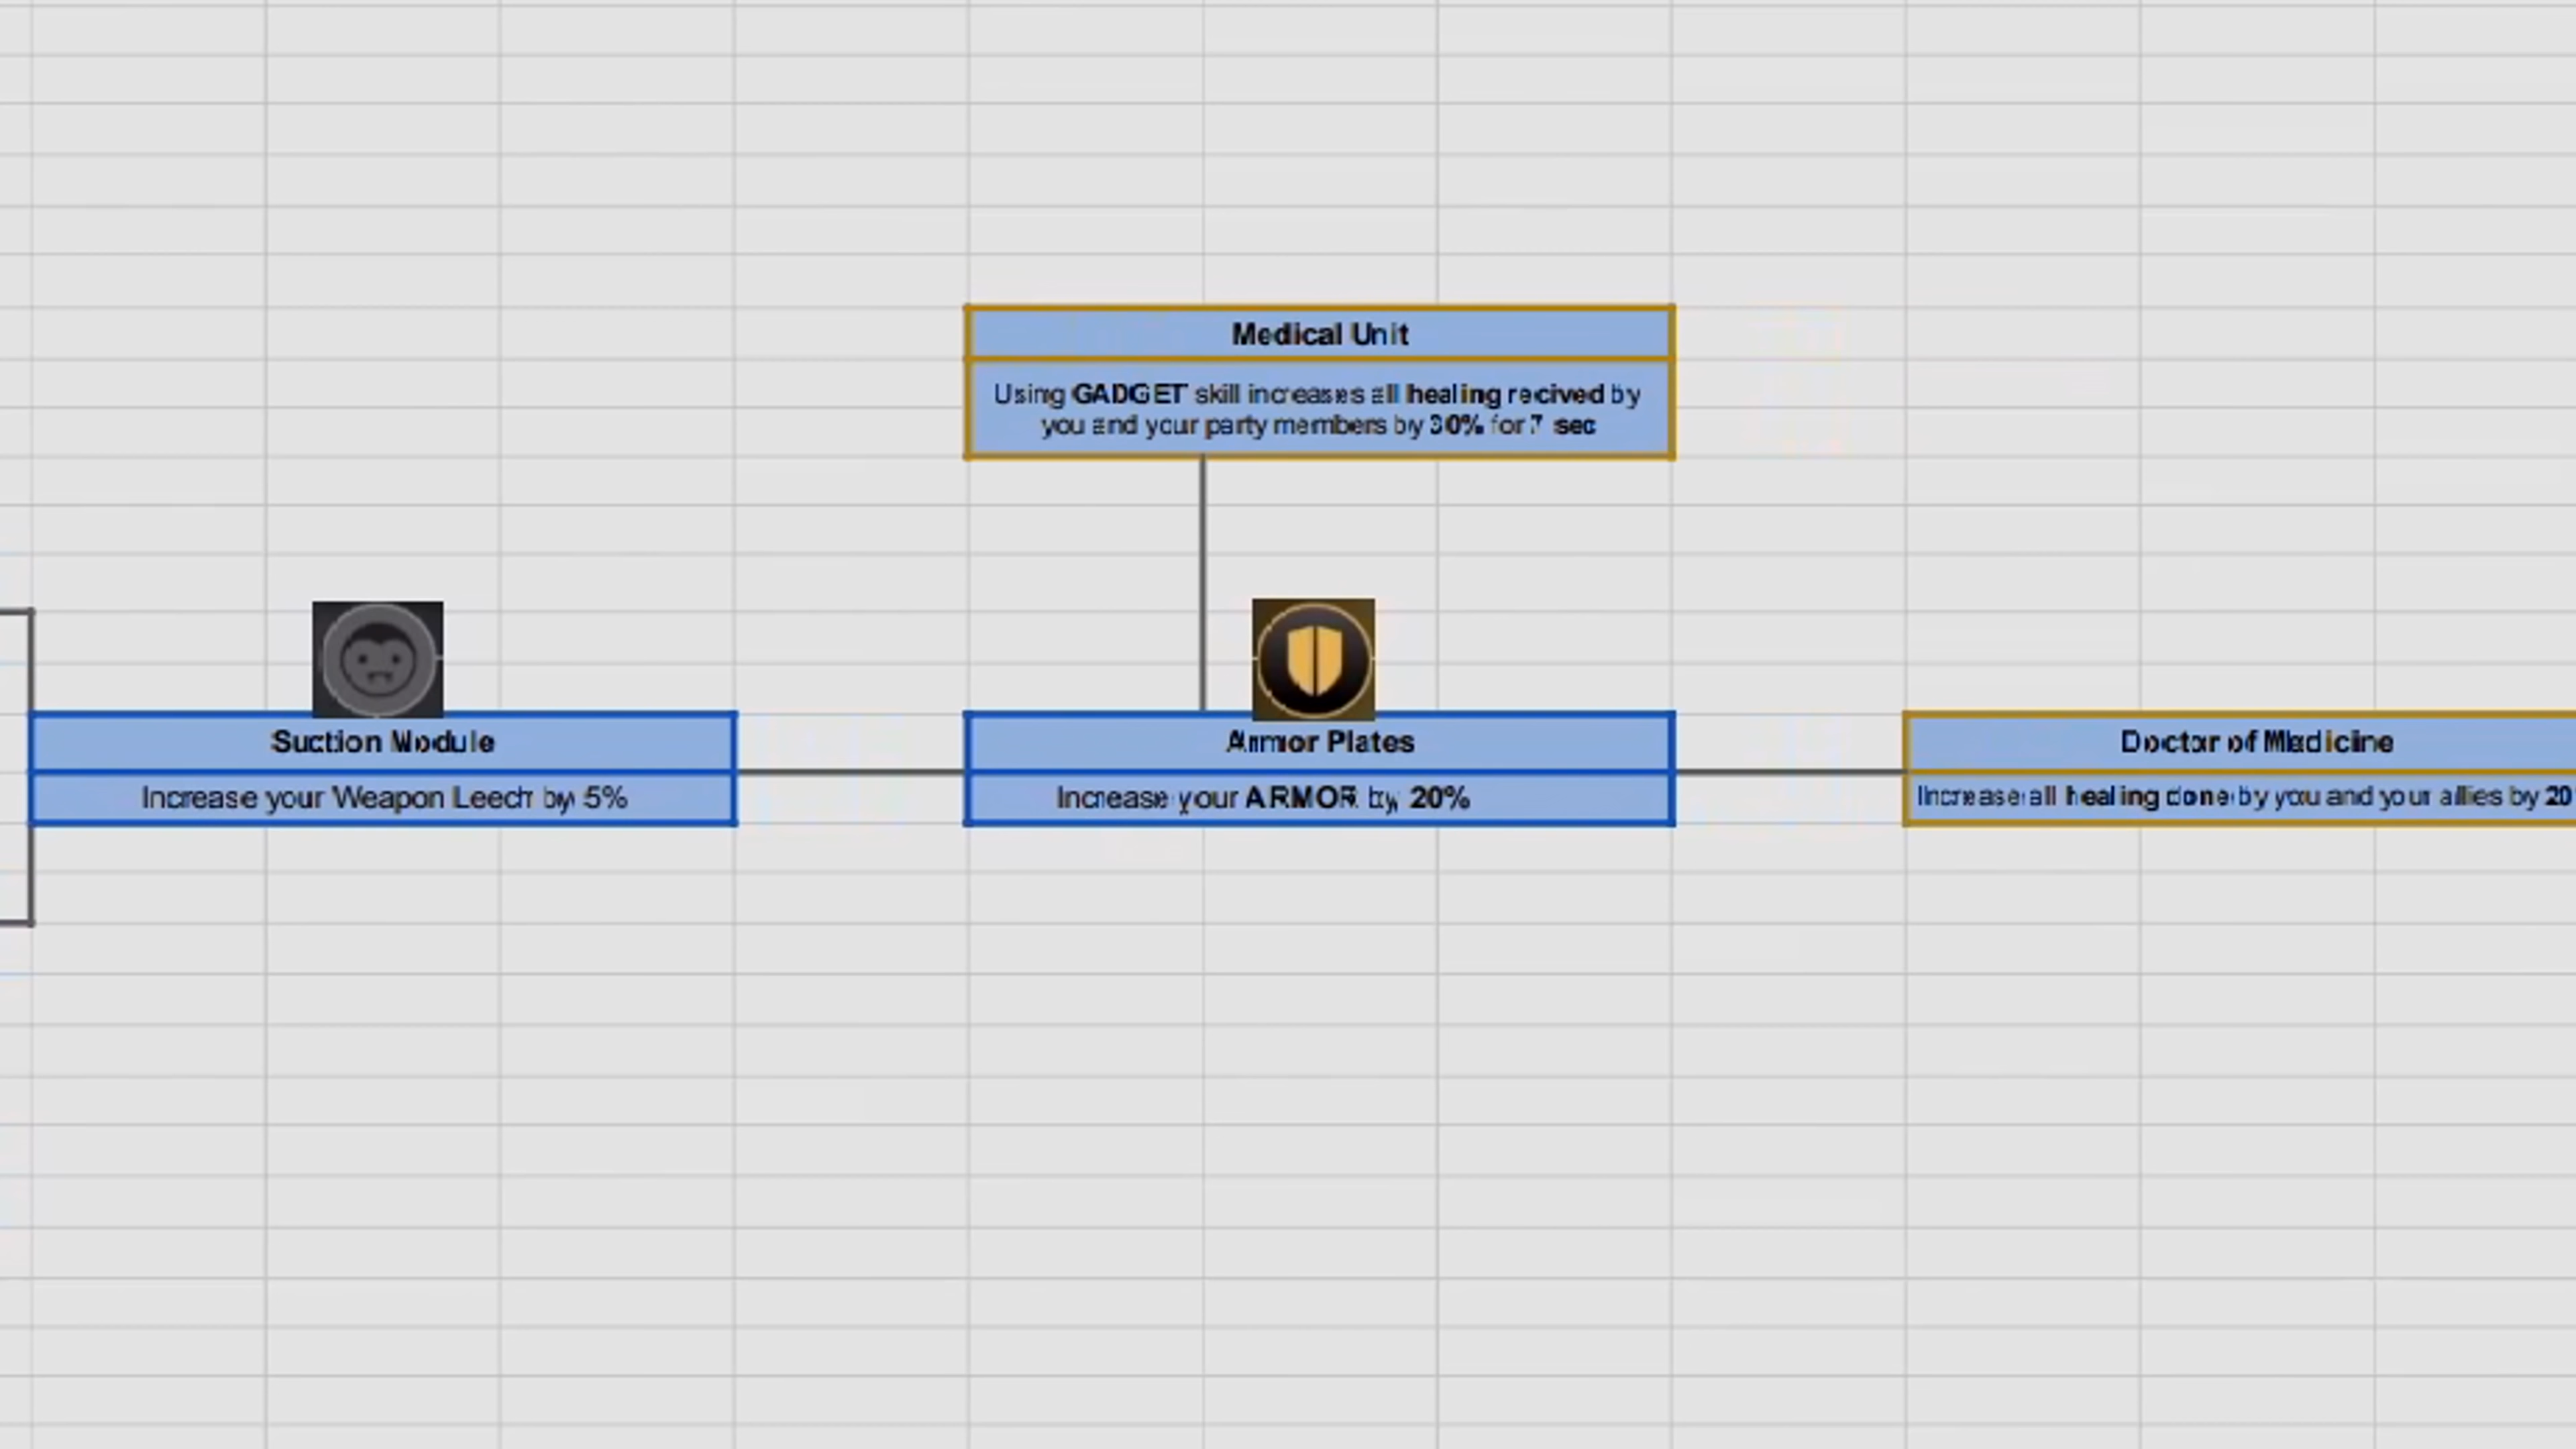 Medical Unit
Using GADGET skill increases all healing recived by
you and your party members by 30% for 7 sec
Suction Module
Increase your Weapon Leech by 5%
Armor Plates
Increase your ARMOR by 20%
Doctor of Medicine
Increase all healing done by you and your allies by 20